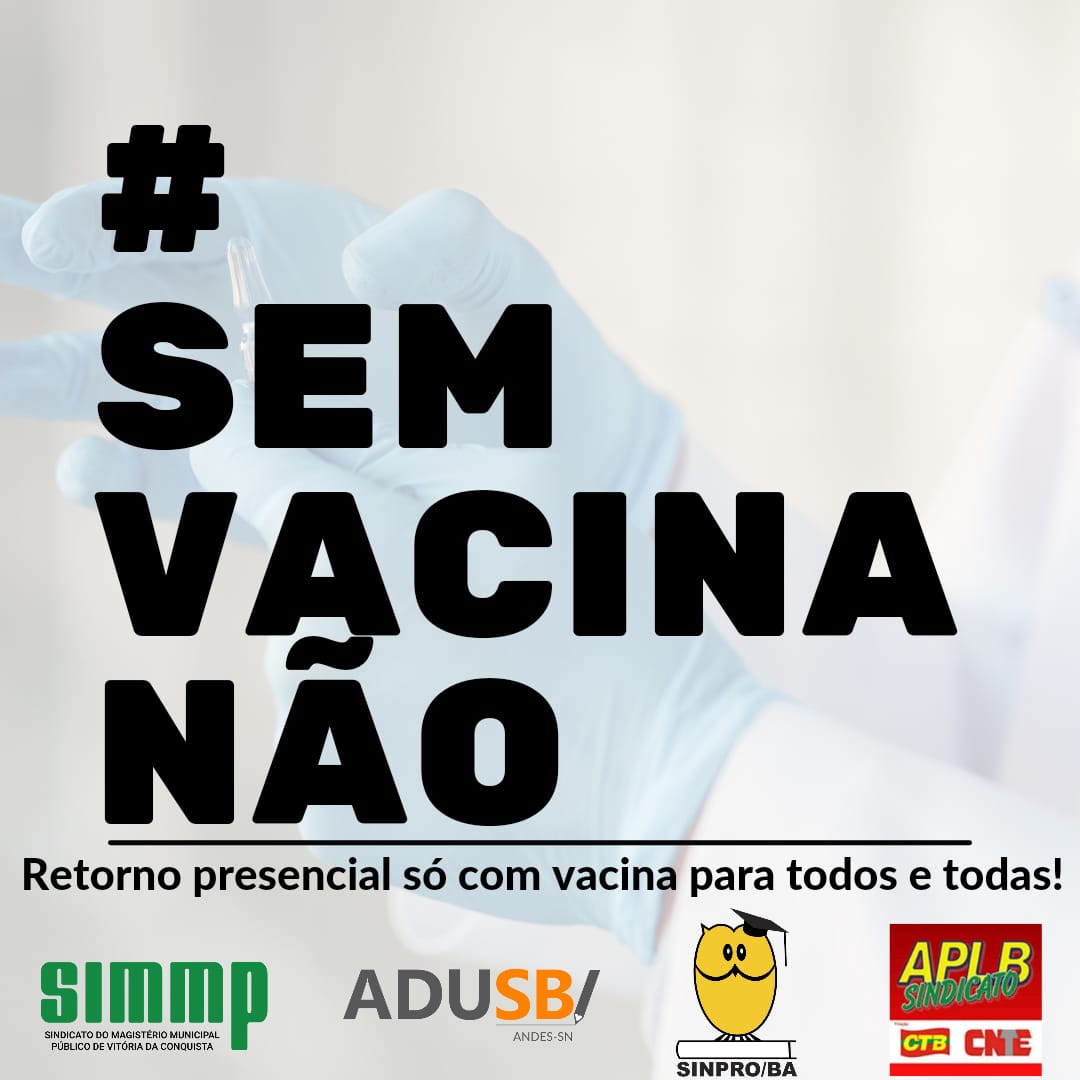 #
SEM
VACINA
NÃO
Retorno presencial só com vacina para todos e todas!
simmp
SINDICATO DO MAGISTÉRIO MUNICIPAL
PÚBLICO DE VITÓRIA DA CONQUISTA
ADUSB
ANDES-SN
SINPRO/BA
APLB
SINDICATO
CTB CNTE